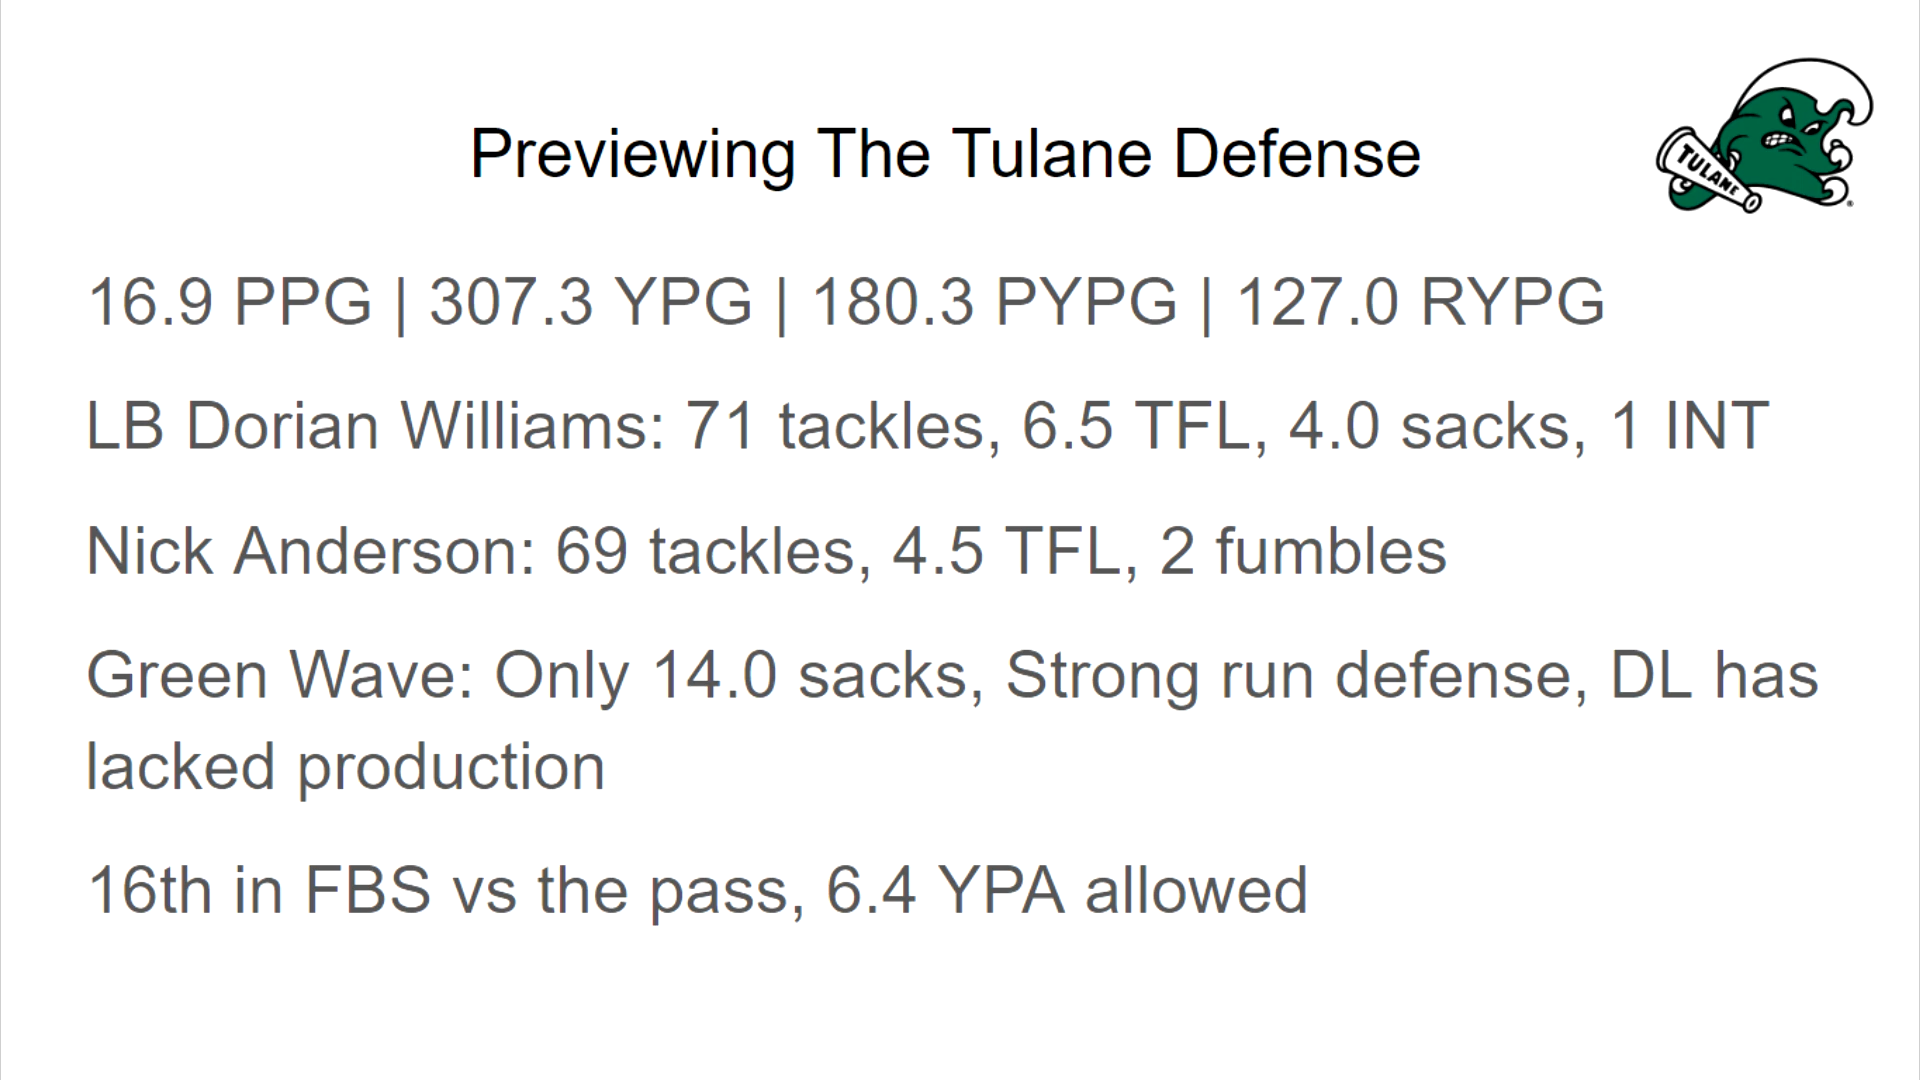 Previewing The Tulane Defense
TULANE
16.9 PPG | 307.3 YPG | 180.3 PYPG | 127.0 RYPG
LB Dorian Williams: 71 tackles, 6.5 TFL, 4.0 sacks, 1 INT
Nick Anderson: 69 tackles, 4.5 TFL, 2 fumbles
Green Wave: Only 14.0 sacks, Strong run defense, DL has
lacked production
16th in FBS vs the pass, 6.4 YPA allowed